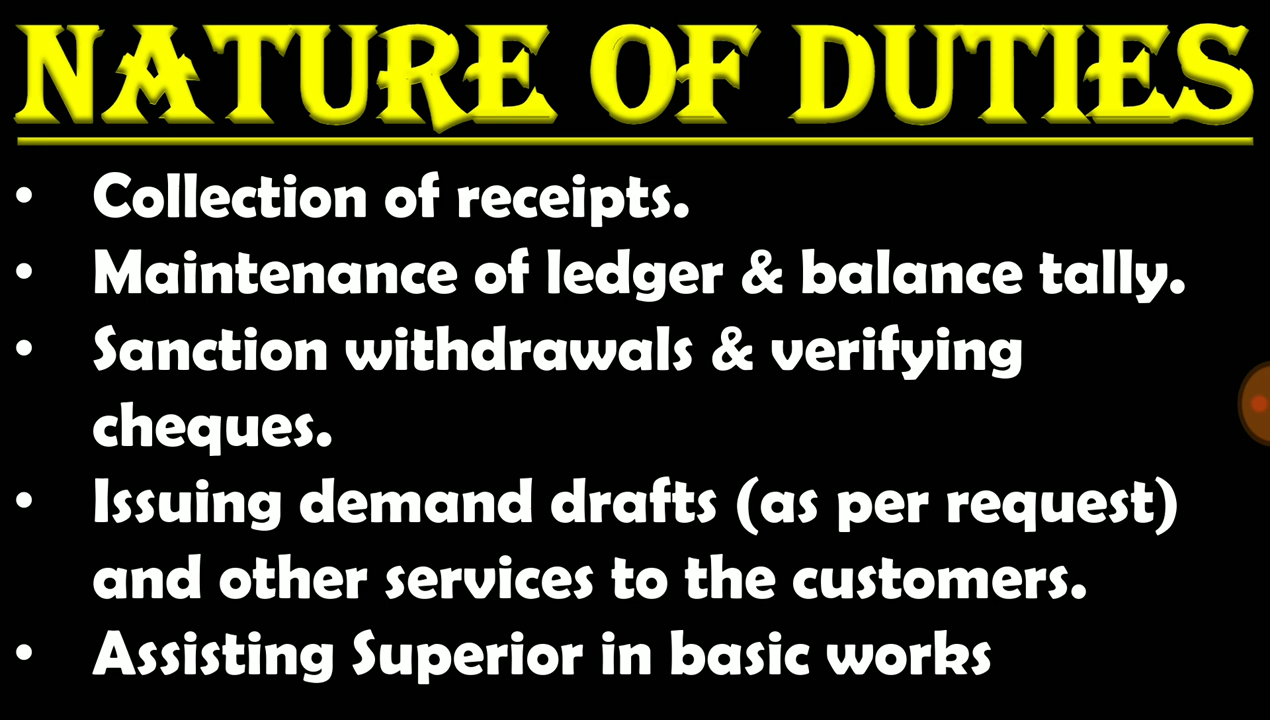 NATURE OF DUTIES
• Collection of receipts.
• Maintenance of ledger & balance tally.
• Sanction withdrawals & verifying
cheques.
• Issuing demand drafts (as per request)
and other services to the customers.
• Assisting Superior in basic works